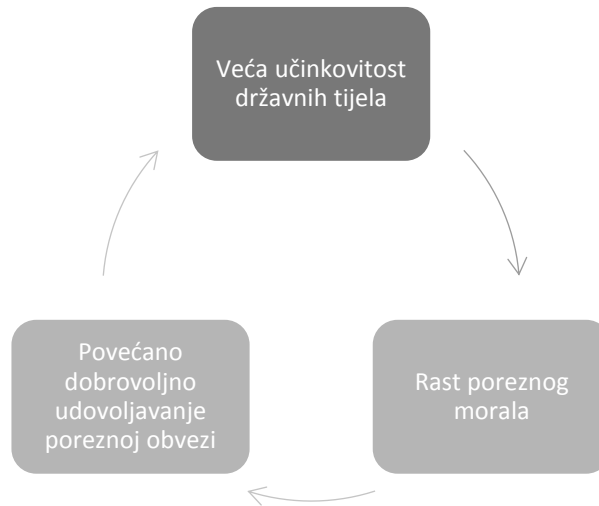 Veća učinkovitost
državnih tijela
Rast poreznog
morala
Povećano
dobrovoljno
udovoljavanje
poreznoj obvezi